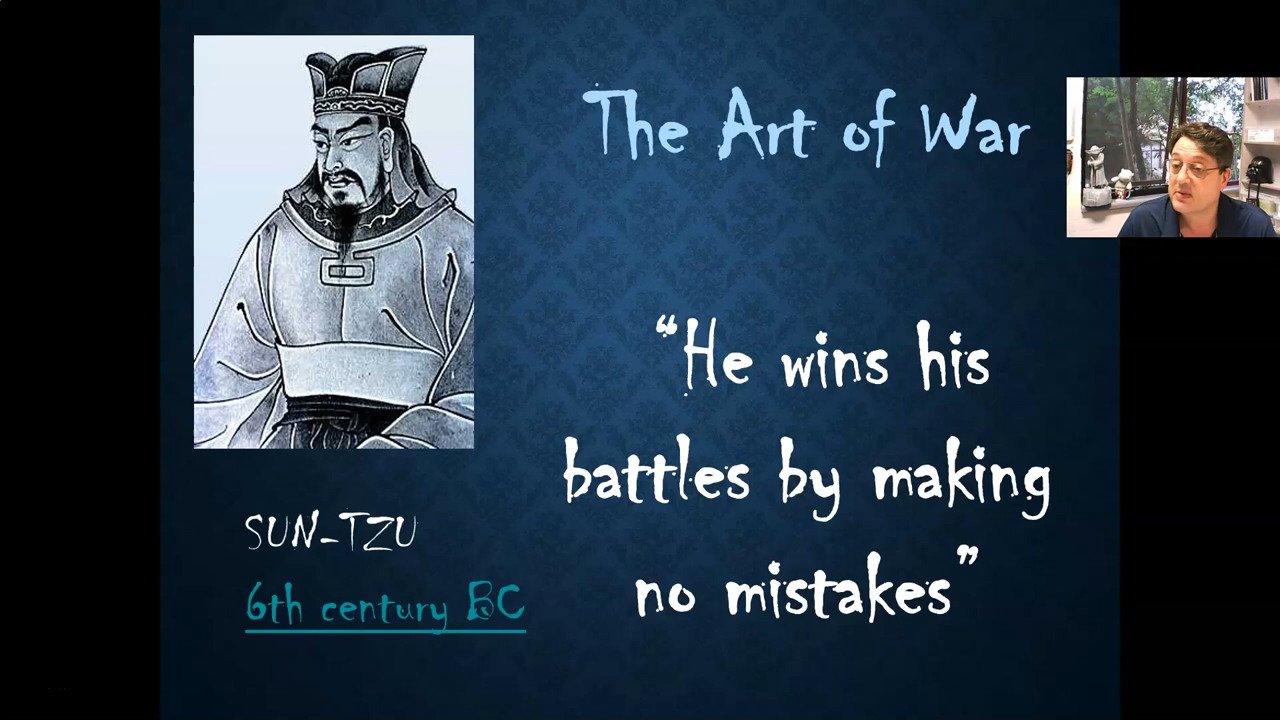 The Art of War
“He wins his
battles by making
no mistakes”
SUN-TZU
6th century BC